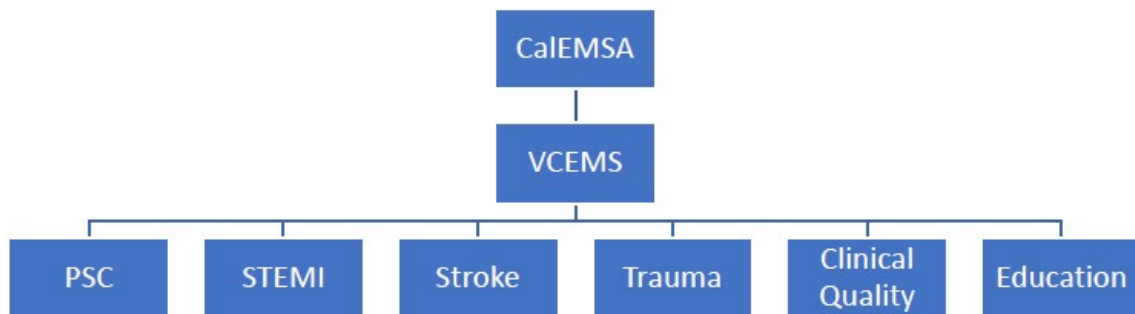 CalEMSA
VCEMS
PSC
STEMI
Stroke
Trauma
Clinical
Quality
Education